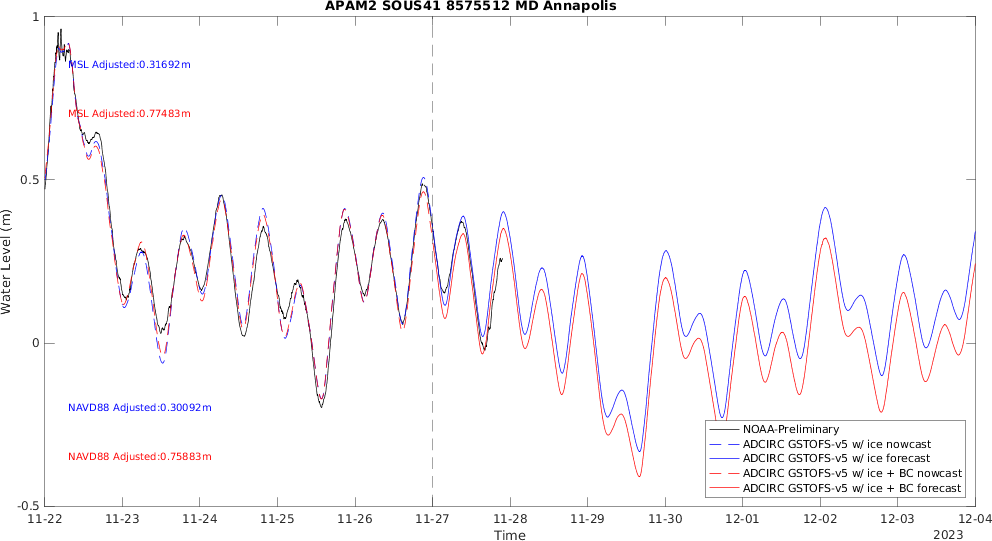 APAM2 SOUS41 8575512 MD Annapolis
1
MSL Adjusted:0.31692m
MSL Adjusted:0.77483m
0.5
Water Level (m)
0
NAVD88 Adjusted:0.30092m
NAVD88 Adjusted:0.75883m
NOAA-Preliminary
ADCIRC GSTOFS-v5 w/ ice nowcast
ADCIRC GSTOFS-v5 w/ ice forecast
ADCIRC GSTOFS-v5 w/ ice + BC nowcast
ADCIRC GSTOFS-v5 w/ ice + BC forecast
-0.5
11-22 11-23 11-24 11-25 11-26 11-27 11-28 11-29 11-30 12-01 12-02 12-03 12-04
Time
2023